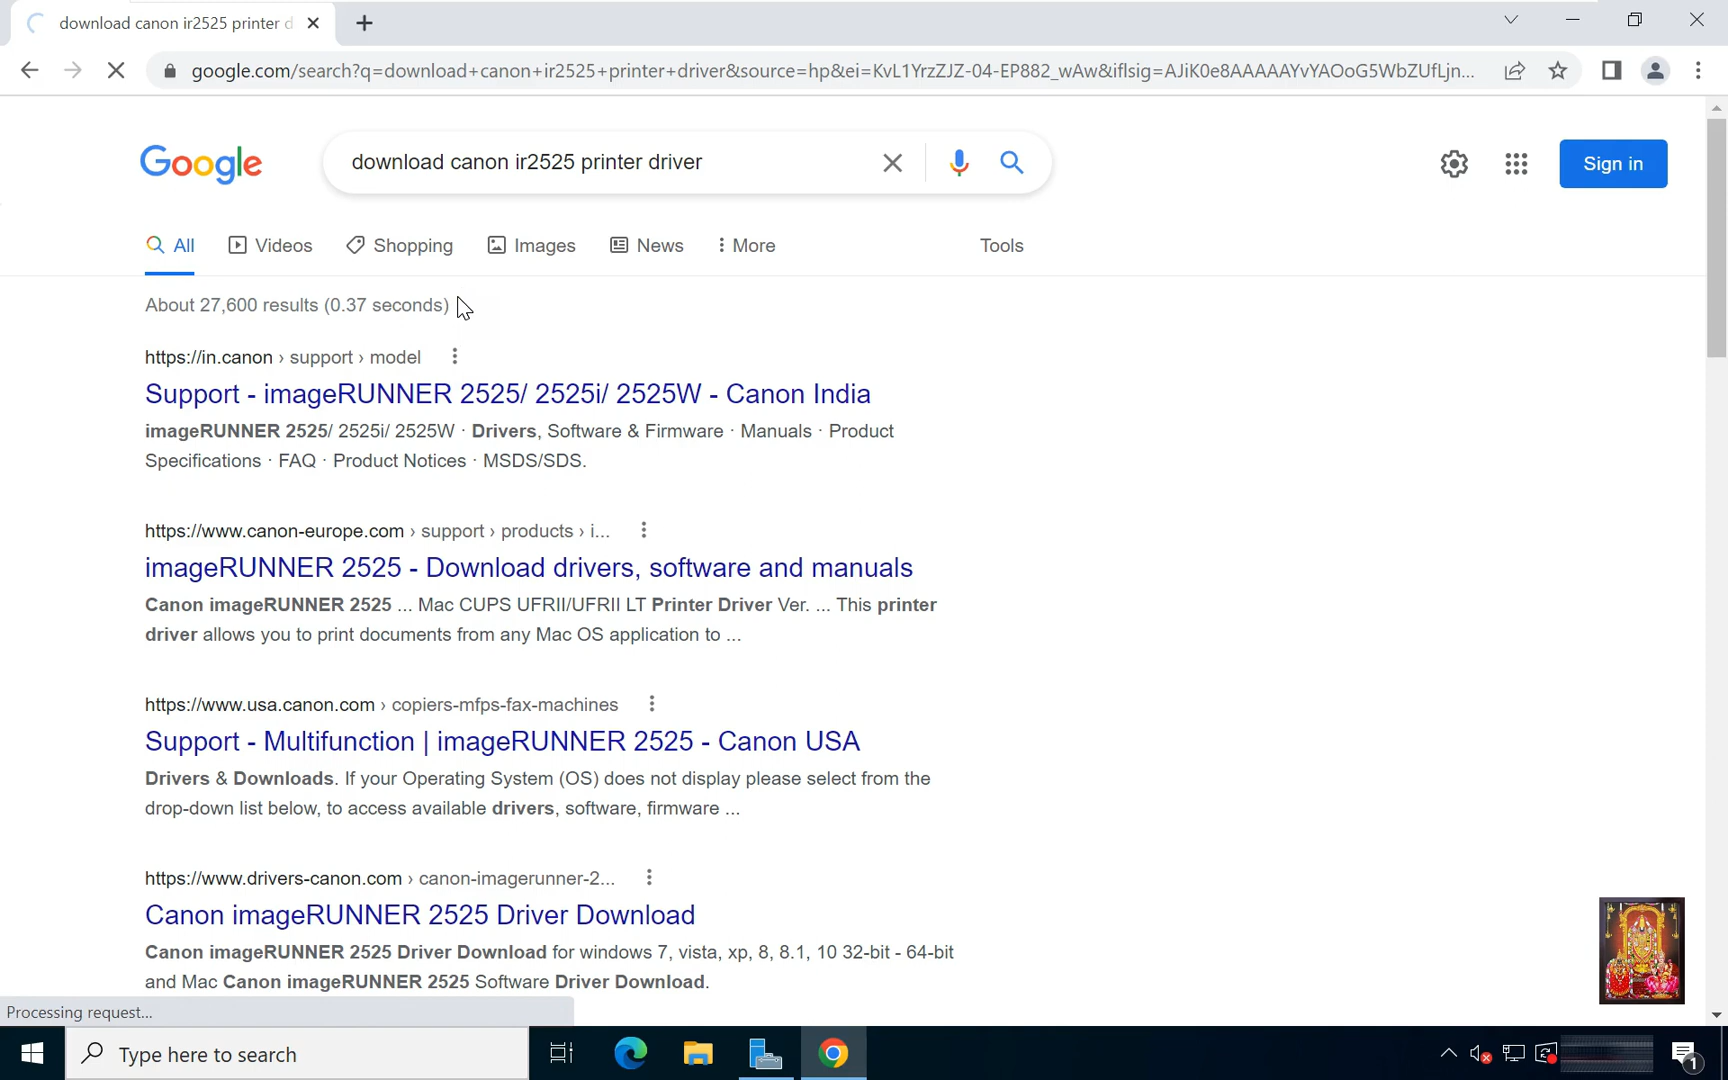 download canon ir2525 printer d
google.com/search?q=download+canon+ir2525+printer+driver&source=hp&ei=KvL1YrzZJZ-04-EP882_wAw&iflsig=AJiK0e8AAAAAYvYAOoG5WbZUfLjn...
Google
download canon ir2525 printer driver
Sign in
All Videos Shopping Images News More Tools
About 27,600 results (0.37 seconds)
https://in.canon › support › model
Support - imageRUNNER 2525/ 2525i/ 2525W - Canon India
imageRUNNER 2525/ 2525i/ 2525W · Drivers, Software & Firmware · Manuals · Product
Specifications · FAQ · Product Notices · MSDS/SDS.
https://www.canon-europe.com › support › products › i...
imageRUNNER 2525 - Download drivers, software and manuals
Canon imageRUNNER 2525 ... Mac CUPS UFRII/UFRII LT Printer Driver Ver. ... This printer
driver allows you to print documents from any Mac OS application to ...
https://www.usa.canon.com › copiers-mfps-fax-machines
Support - Multifunction | imageRUNNER 2525 - Canon USA
Drivers & Downloads. If your Operating System (OS) does not display please select from the
drop-down list below, to access available drivers, software, firmware ...
https://www.drivers-canon.com › canon-imagerunner-2...
Canon imageRUNNER 2525 Driver Download
Canon imageRUNNER 2525 Driver Download for windows 7, vista, xp, 8, 8.1, 10 32-bit - 64-bit
and Mac Canon imageRUNNER 2525 Software Driver Download.
Processing request...
Type here to search
1